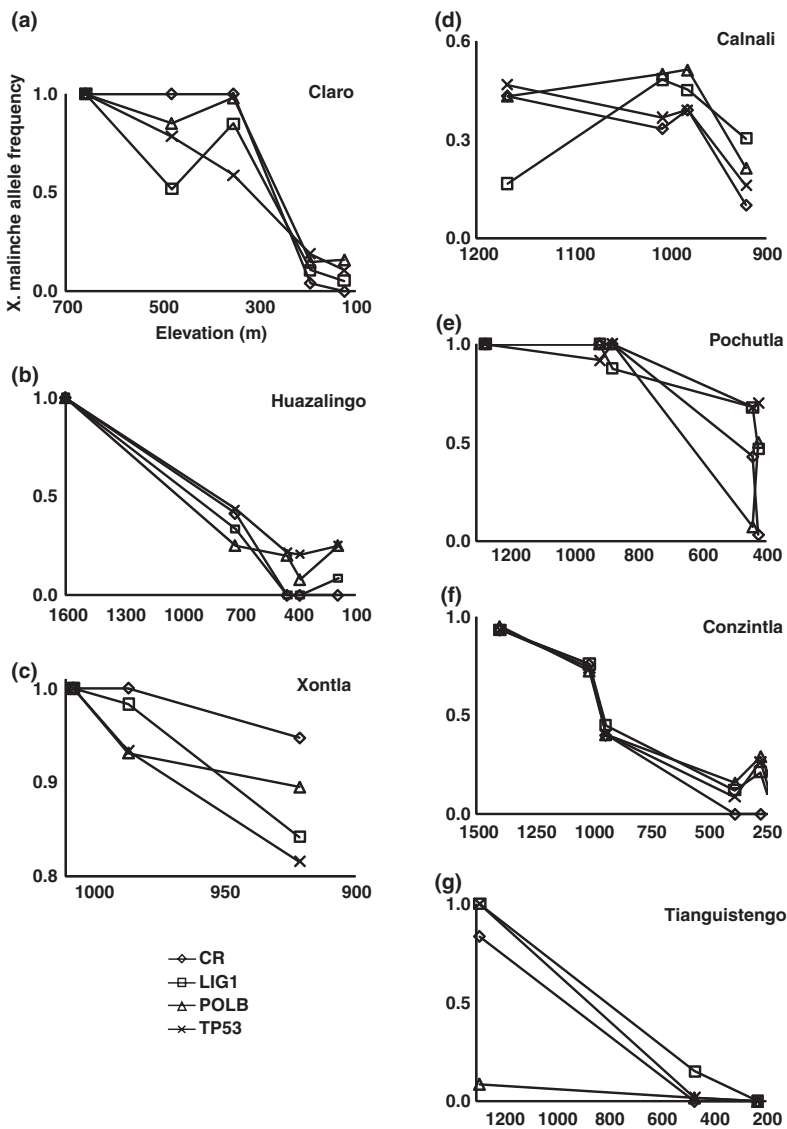 (a)
Claro
X. malinche allele frequency
1.0
0.5
0.0
700 500 300 100
Elevation (m)
(b)
Huazalingo
1.0
0.5
0.0
1600 1300 1000 700 400 100
(c)
Xontla
1.0
0.9
0.8
1000 950 900
CR
LIG1
POLB
TP53
(d)
Calnali
0.6
0.3
0.0
1200 1100 1000 900
(e)
Pochutla
1.0
0.5
0.0
1200 1000 800 600 400
(f)
Conzintla
1.0
0.5
0.0
1500 1250 1000 750 500 250
(g)
Tianguistengo
1.0
0.5
0.0
1200 1000 800 600 400 200